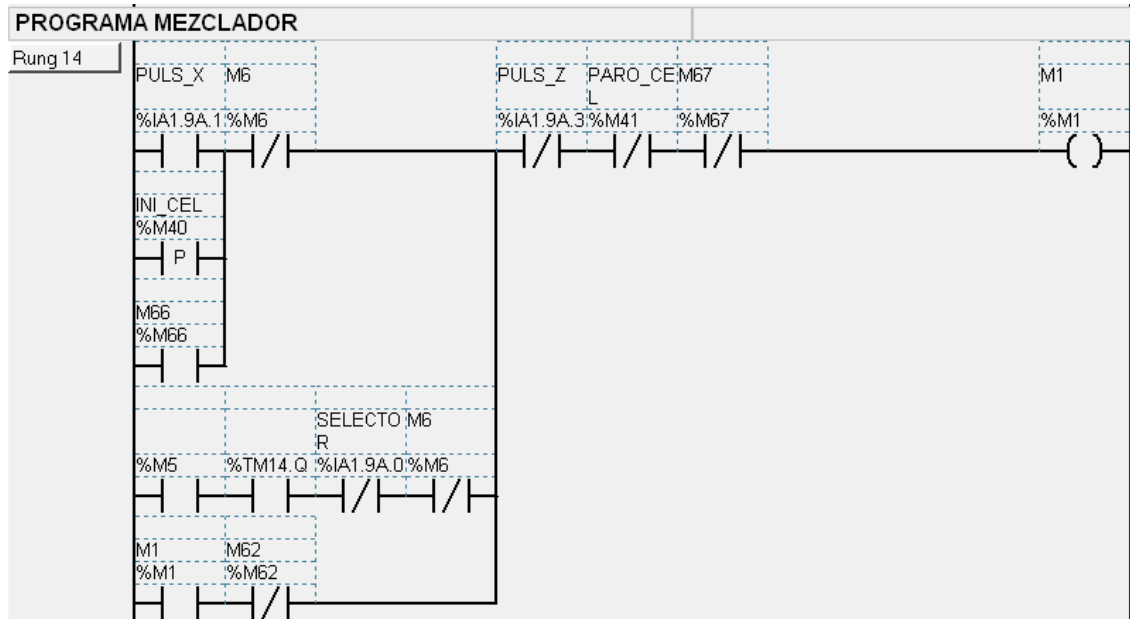 PROGRAMA MEZCLADOR
Rung 14
PULS_X M6 PULS_Z PARO_CE M67 M1
L
%IA1.9A.1 %M6 %IA1.9A.3 %M41 %M67 %M1
INI_CEL
%M40
P
M66
%M66
SELECTO M6
R
%M5 %TM14.Q %IA1.9A.0 %M6
M1 M62
%M1 %M62